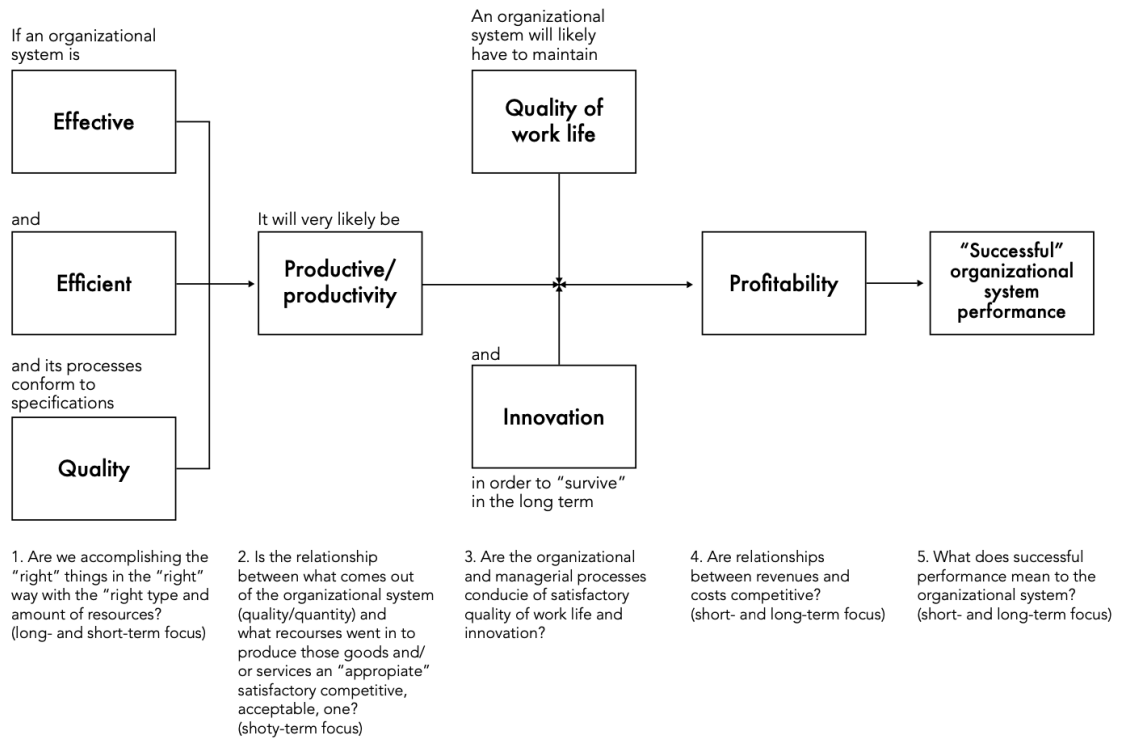 If an organizational
system is
Effective
and
Efficient
and its processes
conform to
specifications
Quality
It will very likely be
Productive/
productivity
An organizational
system will likely
have to maintain
Quality of
work life
and
Innovation
in order to “survive”
in the long term
Profitability
“Successful”
organizational
system
performance
1. Are we accomplishing the
“right” things in the “right”
way with the “right type and
amount of resources?
(long- and short-term focus)
2. Is the relationship
between what comes out
of the organizational system
(quality/quantity) and
what recourses went in to
produce those goods and/
or services an “appropiate”
satisfactory competitive,
acceptable, one?
(shoty-term focus)
3. Are the organizational
and managerial processes
conducie of satisfactory
quality of work life and
innovation?
4. Are relationships
between revenues and
costs competitive?
(short- and long-term focus)
5. What does successful
performance mean to the
organizational system?
(short- and long-term focus)